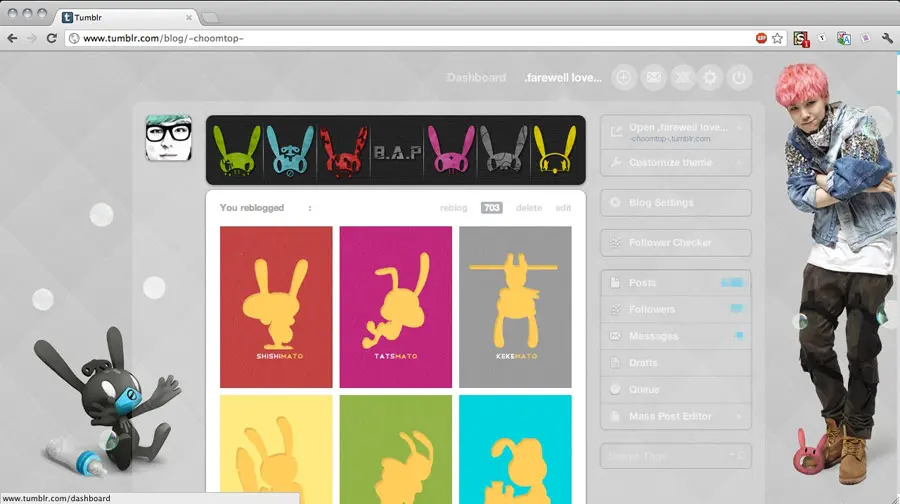 Tumblr
www.tumblr.com/blog/-choomtop-
Dashboard
.farewell love...
Open .farewell love...
-choomtop-.tumblr.com
Customize theme
B.A.P
You reblogged :
reblog 703 delete edit
Blog Settings
Follower Checker
SHISHIMATO
TATSMATO
KEKEMATO
Posts
Followers
Messages
Drafts
Queue
Mass Post Editor
www.tumblr.com/dashboard